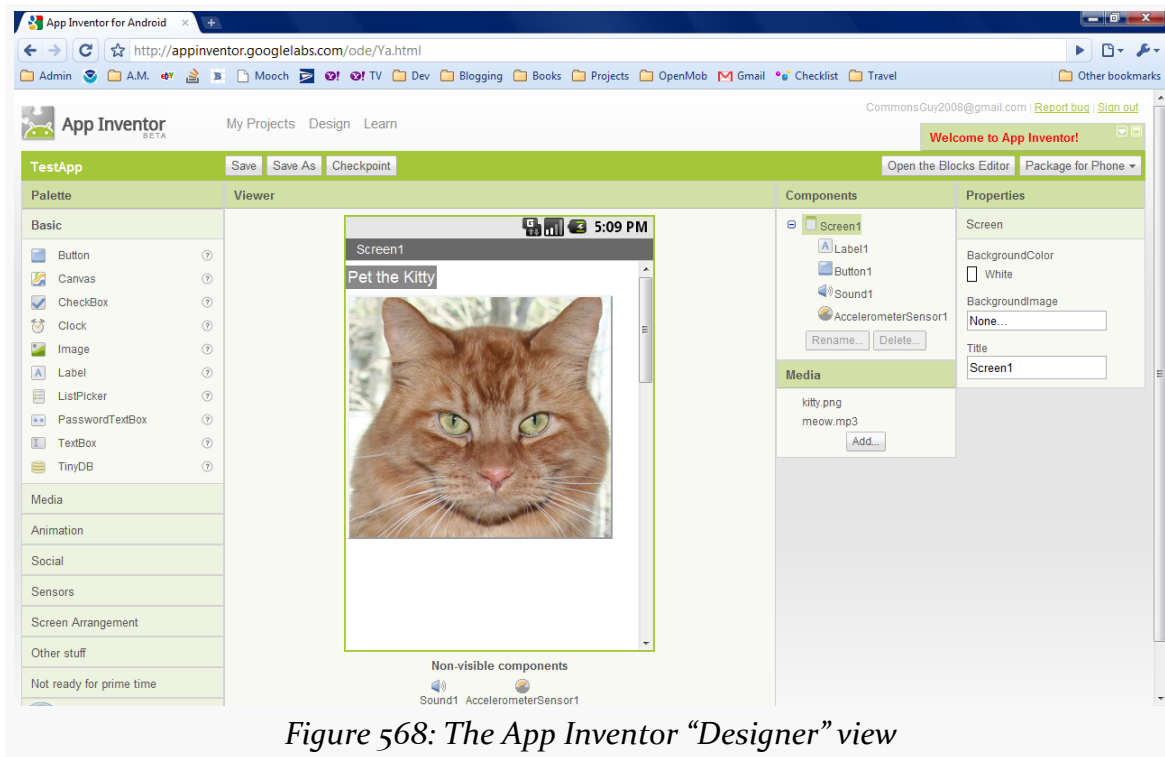 App Inventor for Android
http://appinventor.googlelabs.com/ode/Ya.html
Admin A.M. Mooch TV Dev Blogging Books Projects OpenMob Gmail Checklist Travel Other bookmarks
CommonsGuy2008@gmail.com | Report bug | Sign out
App Inventor
BETA
My Projects Design Learn
Welcome to App Inventor!
TestApp Save Save As Checkpoint Open the Blocks Editor Package for Phone
Palette Viewer Components Properties
Basic
Button
Canvas
CheckBox
Clock
Image
Label
ListPicker
PasswordTextBox
TextBox
TinyDB
Media
Animation
Social
Sensors
Screen Arrangement
Other stuff
Not ready for prime time
5:09 PM
Screen1
Pet the Kitty
Non-visible components
Sound1 AccelerometerSensor1
Screen1
Label1
Button1
Sound1
AccelerometerSensor1
Rename... Delete...
Media
kitty.png
meow.mp3
Add...
Screen
BackgroundColor
White
BackgroundImage
None...
Title
Screen1
Figure 568: The App Inventor “Designer” view